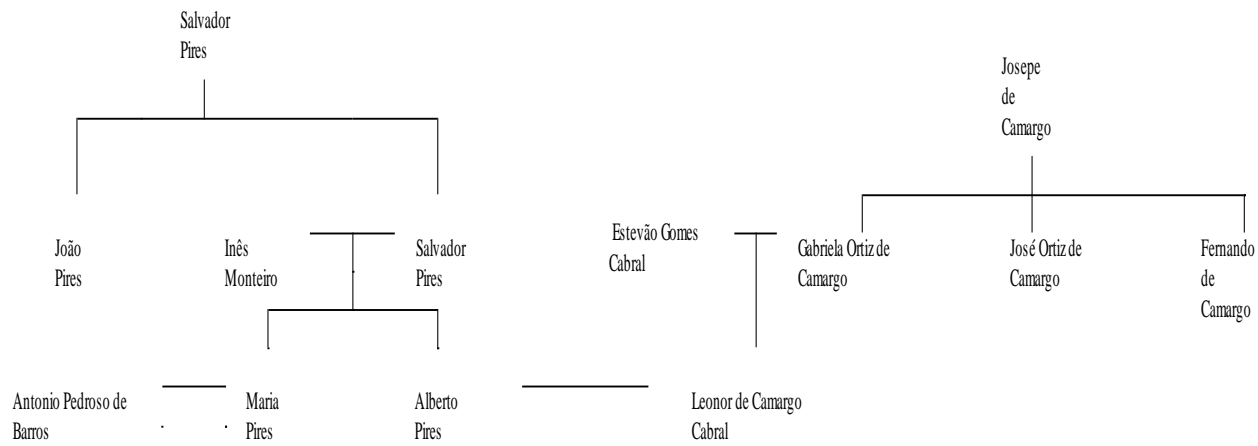 Salvador
Pires
Josepe
de
Camargo
João
Pires
Inês
Monteiro
Salvador
Pires
Estevão Gomes
Cabral
Gabriela Ortiz de
Camargo
José Ortiz de
Camargo
Fernando
de
Camargo
Antonio Pedroso de
Barros
Maria
Pires
Alberto
Pires
Leonor de Camargo
Cabral